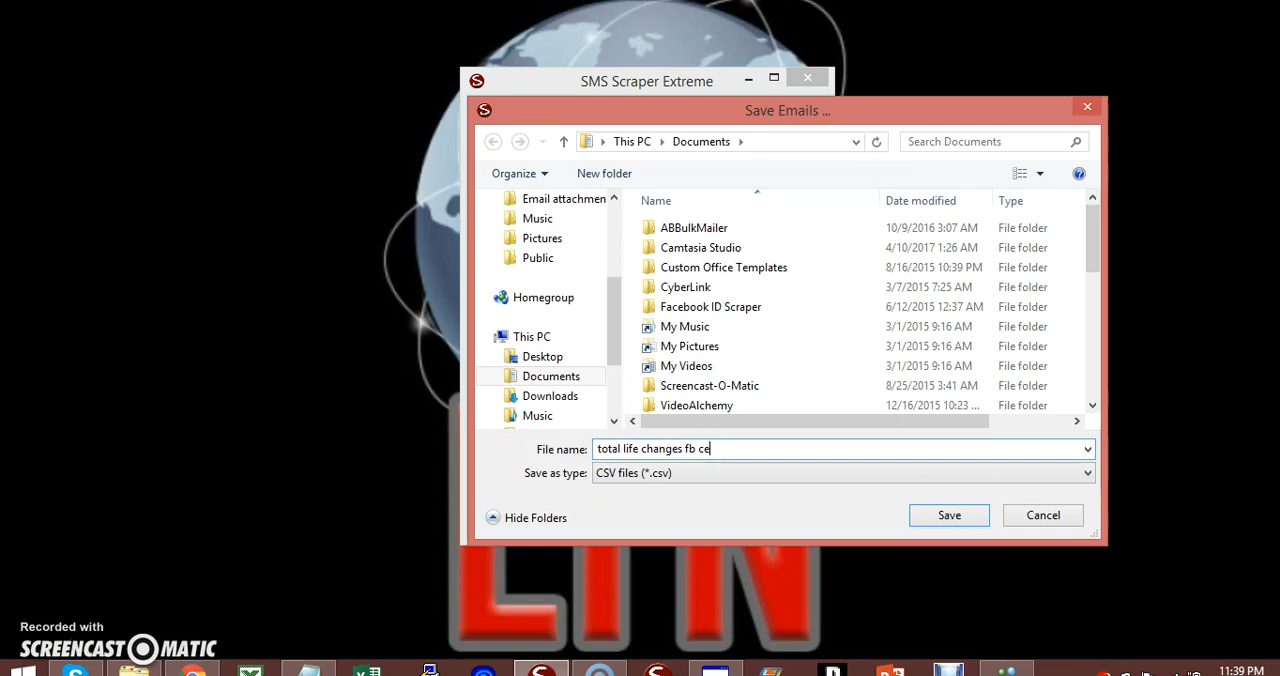 SMS Scraper Extreme
Save Emails ...
This PC Documents
Search Documents
Organize
New folder
Email attachmen
Music
Pictures
Public
Homegroup
This PC
Desktop
Documents
Downloads
Music
Name Date modified Type
ABBulkMailer 10/9/2016 3:07 AM File folder
Camtasia Studio 4/10/2017 1:26 AM File folder
Custom Office Templates 8/16/2015 10:39 PM File folder
CyberLink 3/7/2015 7:25 AM File folder
Facebook ID Scraper 6/12/2015 12:37 AM File folder
My Music 3/1/2015 9:16 AM File folder
My Pictures 3/1/2015 9:16 AM File folder
My Videos 3/1/2015 9:16 AM File folder
Screencast-O-Matic 8/25/2015 3:41 AM File folder
VideoAlchemy 12/16/2015 10:23 ... File folder
File name: total life changes fb ce
Save as type: CSV files (*.csv)
Hide Folders
Save
Cancel
Recorded with
SCREENCAST O MATIC
11:39 PM